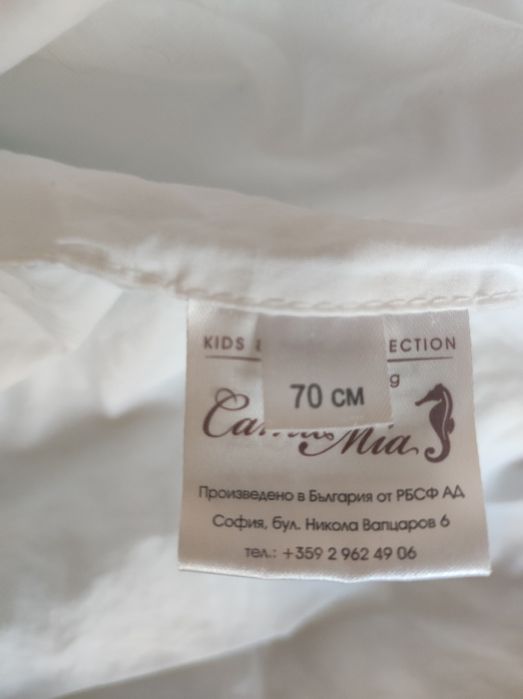 KIDS ECTION
g
70 СМ
Mia
Произведено в България от РБСФ АД
София, бул. Никола Вапцаров 6
тел.: +359 2 962 49 06